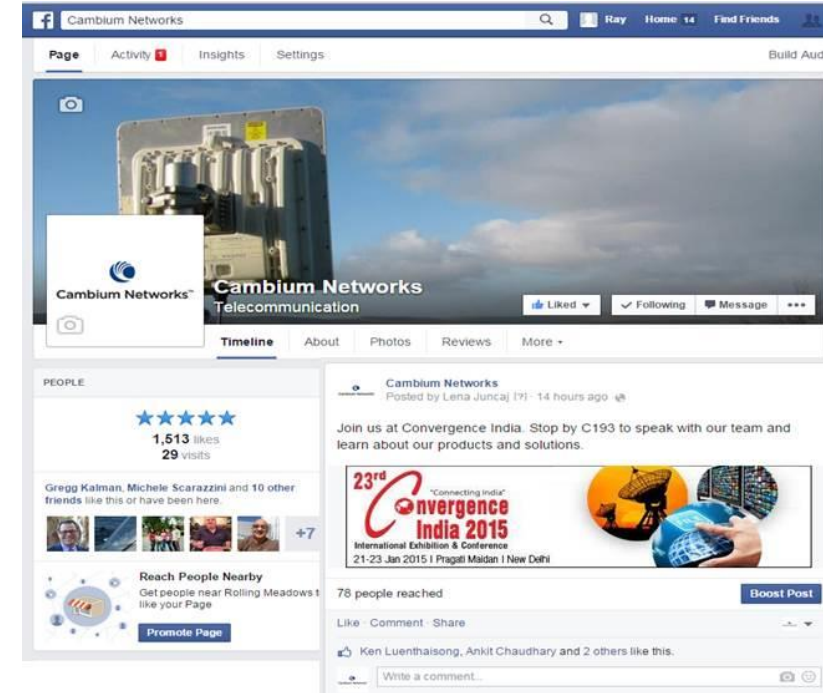 f Cambium Networks Ray Home 14 Find Friends
Page Activity 1 Insights Settings Build Aud
Cambium Networks™
Cambium Networks
Telecommunication
Liked Following Message
Timeline About Photos Reviews More
PEOPLE
1,513 likes
29 visits
Gregg Kalman, Michele Scarazzini and 10 other
friends like this or have been here.
+7
Reach People Nearby
Get people near Rolling Meadows t
like your Page
Promote Page
Cambium Networks
Posted by Lena Juncaj [?] · 14 hours ago
Join us at Convergence India. Stop by C193 to speak with our team and
learn about our products and solutions.
23rd
"Connecting India"
Convergence
India 2015
International Exhibition & Conference
21-23 Jan 2015 | Pragati Maidan | New Delhi
78 people reached Boost Post
Like · Comment · Share
Ken Luenthaisong, Ankit Chaudhary and 2 others like this.
Write a comment...